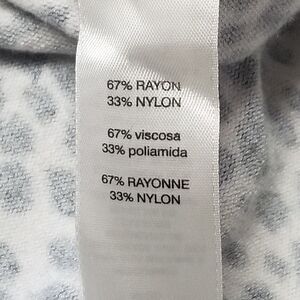 67% RAYON
33% NYLON
67% viscosa
33% poliamida
67% RAYONNE
33% NYLON